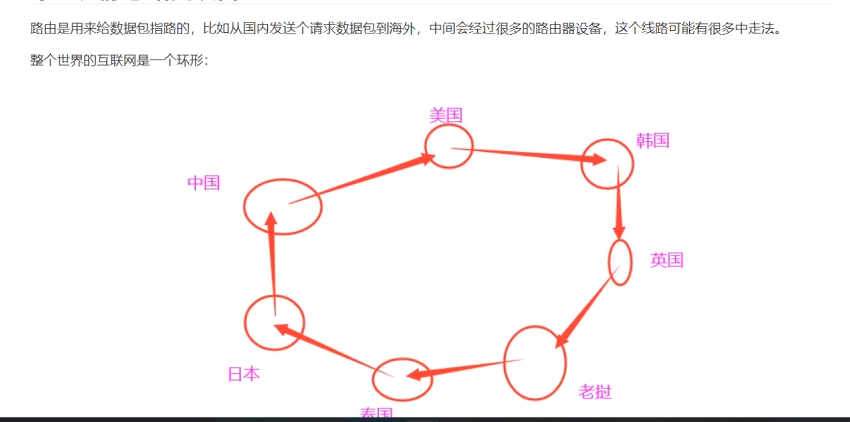 路由是用来给数据包指路的，比如从国内发送个请求数据包到海外，中间会经过很多的路由器设备，这个线路可能有很多中走法。
整个世界的互联网是一个环形：
美国
韩国
中国
英国
日本
老挝
泰国